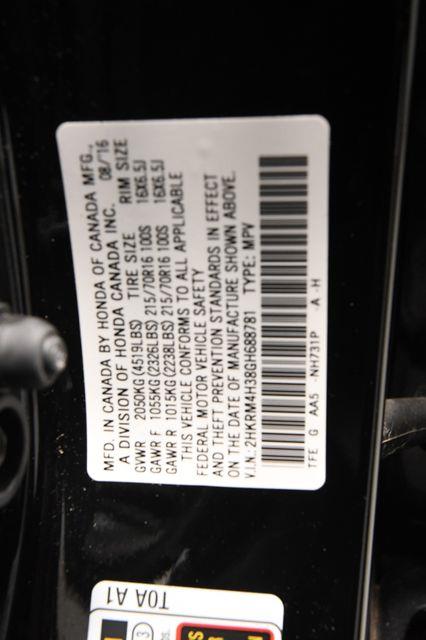 MFD. IN CANADA BY HONDA OF CANADA MFG., 08/'16
A DIVISION OF HONDA CANADA INC.
TIRE SIZE RIM SIZE
GVWR 2050KG (4519LBS)
GAWR F 1055KG (2326LBS) 215/70R16 100S 16X6.5J
GAWR R 1015KG (2238LBS) 215/70R16 100S 16X6.5J
THIS VEHICLE CONFORMS TO ALL APPLICABLE
FEDERAL MOTOR VEHICLE SAFETY
AND THEFT PREVENTION STANDARDS IN EFFECT
ON THE DATE OF MANUFACTURE SHOWN ABOVE.
V.I.N.: 2HKRM4H38GH688781 TYPE: MPV
TFE G AA5 -NH731P -A -H
T0A A1
3